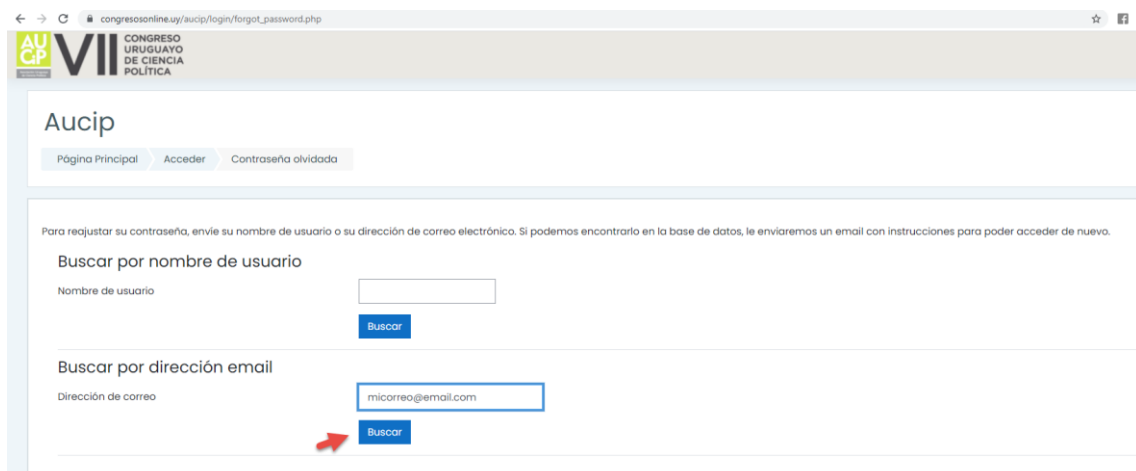 congresosonline.uy/aucip/login/forgot_password.php
AU
CIP
VII
CONGRESO
URUGUAYO
DE CIENCIA
POLÍTICA
Aucip
Página Principal
Acceder
Contraseña olvidada
Para reajustar su contraseña, envíe su nombre de usuario o su dirección de correo electrónico. Si podemos encontrarlo en la base de datos, le enviaremos un email con instrucciones para poder acceder de nuevo.
Buscar por nombre de usuario
Nombre de usuario
Buscar
Buscar por dirección email
Dirección de correo
micorreo@email.com
Buscar